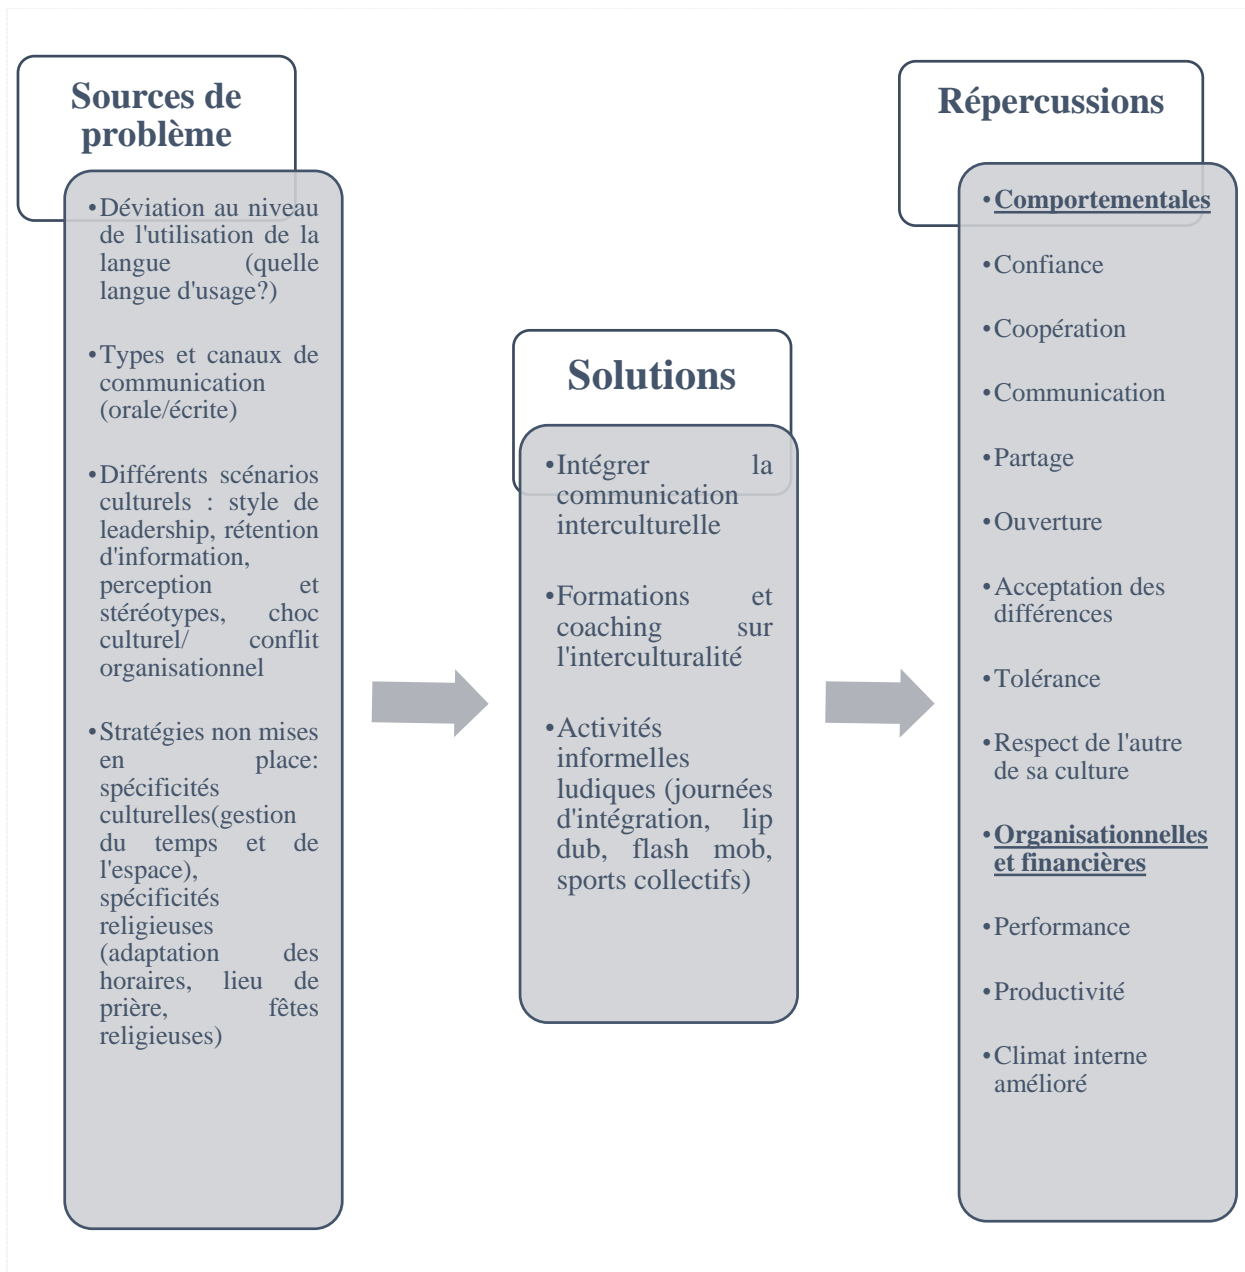 Sources de
problème
•Déviation au niveau
de l'utilisation de la
langue (quelle
langue d'usage?)
•Types et canaux de
communication
(orale/écrite)
•Différents scénarios
culturels : style de
leadership, rétention
d'information,
perception et
stéréotypes, choc
culturel/ conflit
organisationnel
•Stratégies non mises
en place:
spécificités
culturelles(gestion
du temps et de
l'espace),
spécificités
religieuses
(adaptation des
horaires, lieu de
prière, fêtes
religieuses)
Solutions
•Intégrer la
communication
interculturelle
•Formations et
coaching sur
l'interculturalité
•Activités
informelles
ludiques (journées
d'intégration, lip
dub, flash mob,
sports collectifs)
Répercussions
•Comportementales
•Confiance
•Coopération
•Communication
•Partage
•Ouverture
•Acceptation des
différences
•Tolérance
•Respect de l'autre
de sa culture
•Organisationnelles
et financières
•Performance
•Productivité
•Climat interne
amélioré